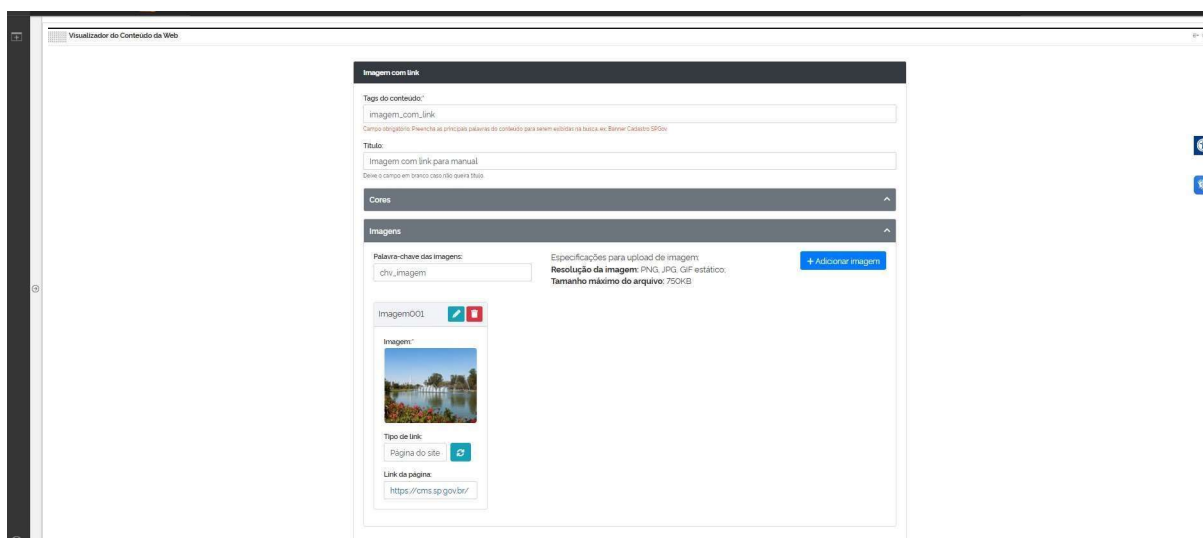 Visualizador do Conteúdo da Web
Imagem com link
Tags do conteúdo:*
imagem_com_link
Campo obrigatório. Preencha as principais palavras do conteúdo para serem exibidas na busca, ex: Banner Cadastro SPGov
Título:
Imagem com link para manual
Deixe o campo em branco caso não queira título
Cores
Imagens
Palavra-chave das imagens:
chv_imagem
Especificações para upload de imagem:
Resolução da imagem: PNG, JPG, GIF estático;
Tamanho máximo do arquivo: 750KB
+ Adicionar imagem
Imagem001
Imagem:*
Tipo de link:
Página do site
Link da página:
https://cms.sp.gov.br/